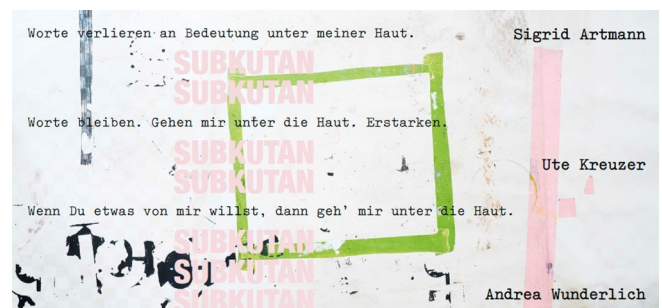 Worte verlieren an Bedeutung unter meiner Haut.
Sigrid Artmann
SUBKUTAN
SUBKUTAN
Worte bleiben. Gehen mir unter die Haut. Erstarken.
SUBKUTAN
Ute Kreuzer
SUBKUTAN
Wenn Du etwas von mir willst, dann geh’ mir unter die Haut.
SUBKUTAN
SUBKUTAN
Andrea Wunderlich
SUBKUTAN